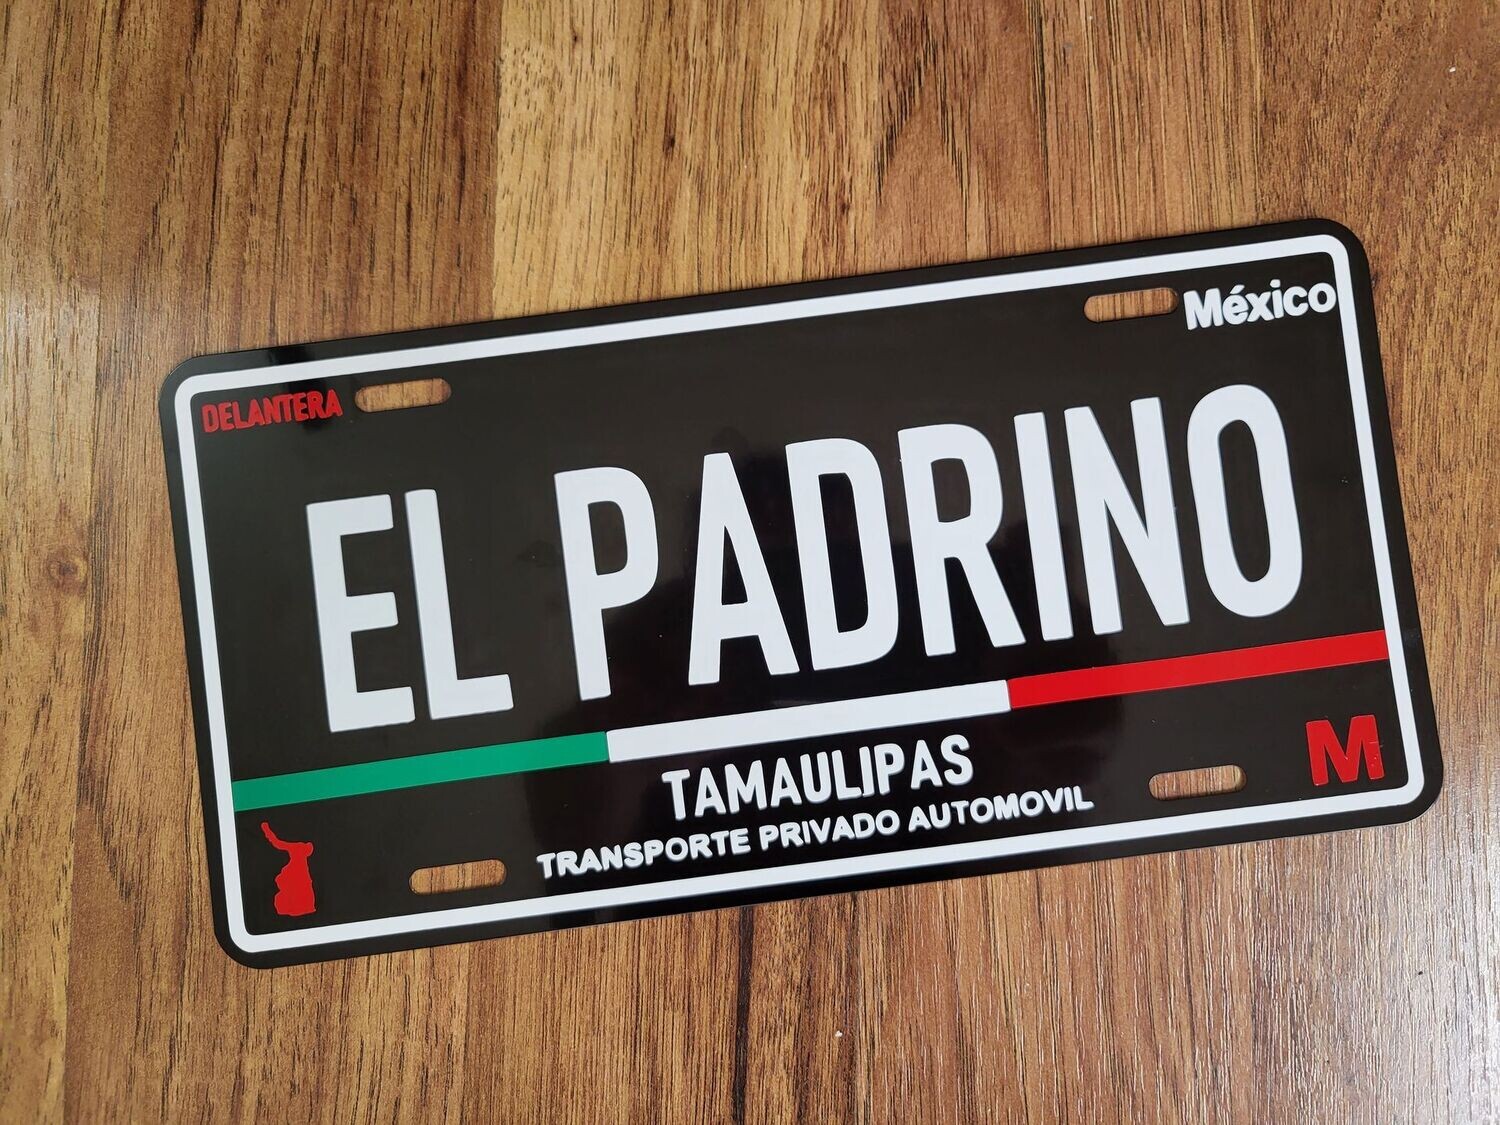 México
DELANTERA
EL PADRINO
TAMAULIPAS
M
TRANSPORTE PRIVADO AUTOMOVIL